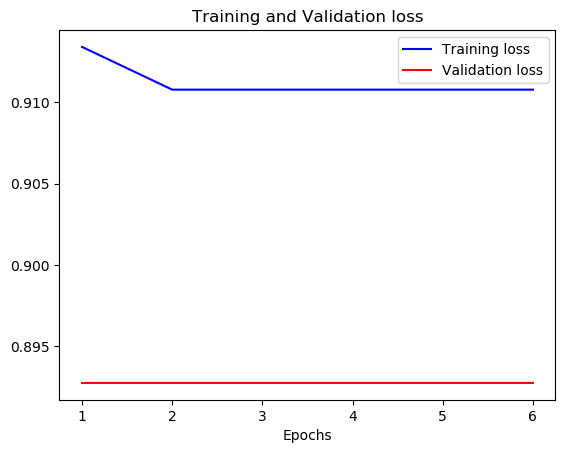 Training and Validation loss
Training loss
Validation loss
0.910
0.905
0.900
0.895
1 2 3 4 5 6
Epochs